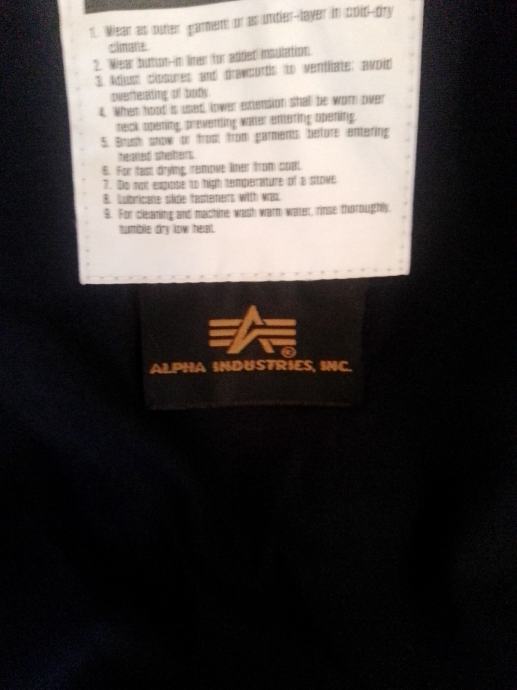 1. Wear as outer garment or as under-layer in cold-dry
climate.
2. Wear button-in liner for added insulation.
3. Adjust closures and drawcords to ventilate; avoid
overheating of body.
4. When hood is used, lower extension shall be worn over
neck opening, preventing water entering opening.
5. Brush snow or frost from garments before entering
heated shelters.
6. For fast drying, remove liner from coat.
7. Do not expose to high temperature of a stove.
8. Lubricate slide fasteners with wax.
9. For cleaning and machine wash warm water, rinse thoroughly,
tumble dry low heat.
®
ALPHA INDUSTRIES, INC.